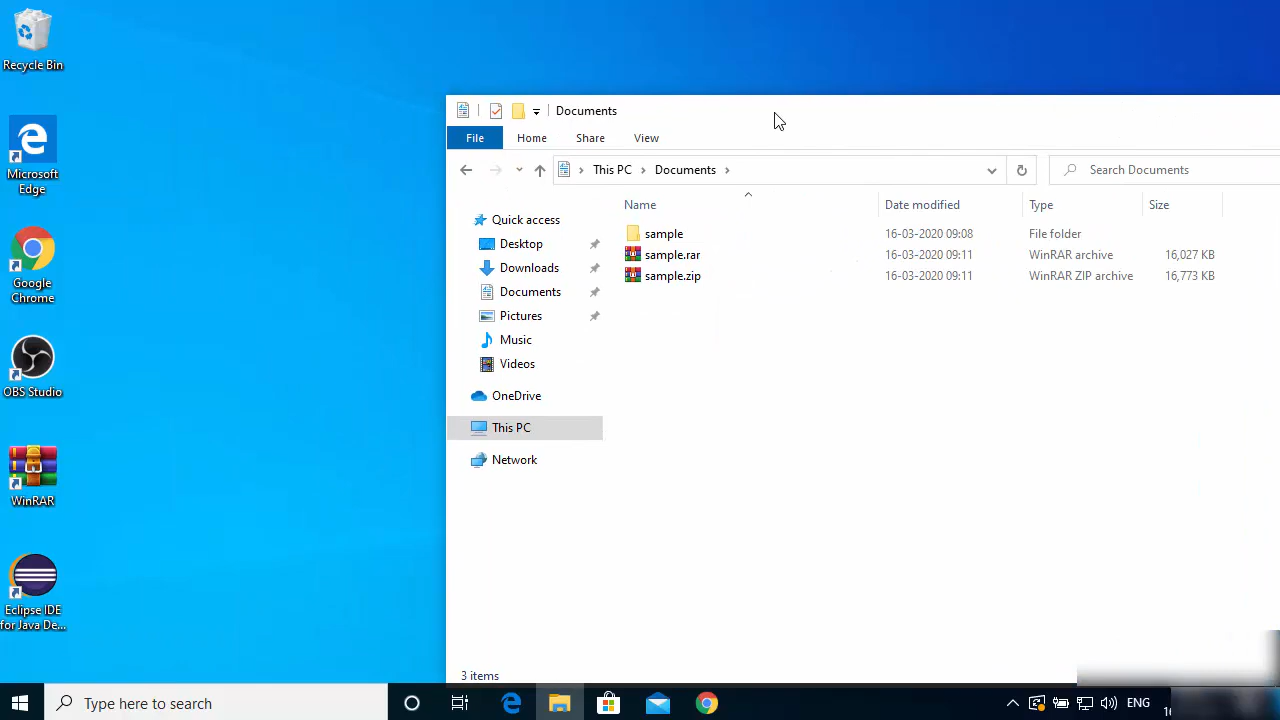 Recycle Bin
Microsoft
Edge
Google
Chrome
OBS Studio
WinRAR
Eclipse IDE
for Java De...
Documents
File Home Share View
This PC Documents
Search Documents
Name Date modified Type Size
sample 16-03-2020 09:08 File folder
sample.rar 16-03-2020 09:11 WinRAR archive 16,027 KB
sample.zip 16-03-2020 09:11 WinRAR ZIP archive 16,773 KB
Quick access
Desktop
Downloads
Documents
Pictures
Music
Videos
OneDrive
This PC
Network
3 items
Type here to search
ENG